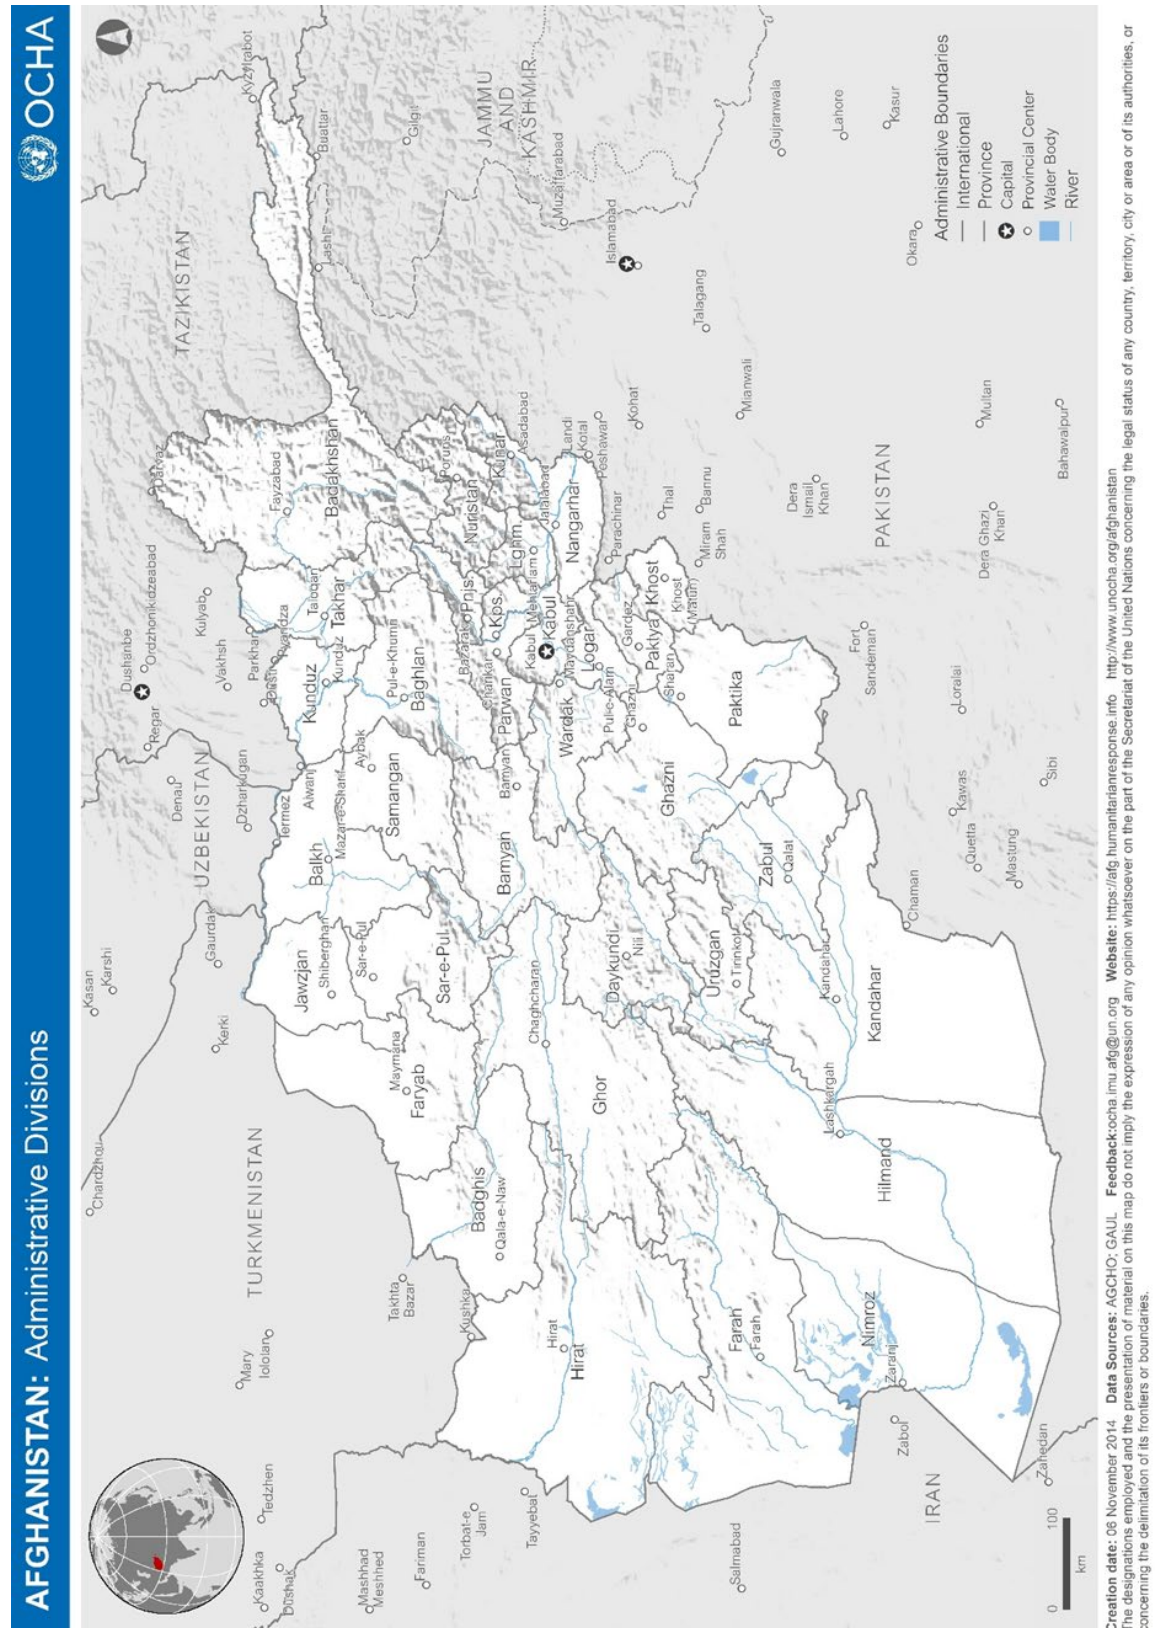 AFGHANISTAN: Administrative Divisions
OCHA
Kaakhka
Dushak
Tedzhen
Mary
Iololan
Chardzhou
Kerki
Kasan
Karshi
Gaurdak
UZBEKISTAN
Denau
Dzharkugan
Termez
Regar
Dushanbe
Ordzhonikidzeabad
Vakhsh
Kulyab
Parkhar
TAZIKISTAN
Kyzylrabot
Buattar
Gilgit
Lasht
JAMMU
AND
KASHMIR
Muzaffarabad
Islamabad
Gujranwala
Lahore
Kasur
Okara
Talagang
Mianwali
Kohat
Peshawar
Landi
Kotal
Parachinar
Thal
Bannu
Miram
Shah
Dera
Ismail
Khan
PAKISTAN
Multan
Bahawalpur
Dera Ghazi
Khan
Fort
Sandeman
Loralai
Kawas
Sibi
Quetta
Mastung
Chaman
TURKMENISTAN
Takhta
Bazar
Kushka
Mashhad
Meshhed
Fariman
Torbat-e
Jam
Tayyebat
Salmabad
IRAN
Zabol
Zahedan
Darvaz
Fayzabad
Badakhshan
Taloqan
Takhar
Kunduz
Kunduz
Aiwanj
Balkh
Mazar-e-Sharif
Aybak
Samangan
Pul-e-Khumri
Baghlan
Jawzjan
Shiberghan
Sar-e-Pul
Sar-e-Pul
Maymana
Faryab
Badghis
Qala-e-Naw
Hirat
Hirat
Ghor
Chaghcharan
Bamyan
Bamyan
Parwan
Charikar
Bazarak
Pnjs.
Kps.
Nuristan
Poruns
Kunar
Asadabad
Lghm.
Mehtarlam
Jalalabad
Nangarhar
Kabul
Kabul
Maydanshahr
Wardak
Logar
Pul-e-Alam
Ghazni
Ghazni
Gardez
Paktya
Khost
Khost
(Matun)
Sharan
Paktika
Daykundi
Nili
Uruzgan
Tirinkot
Zabul
Qalat
Kandahar
Kandahar
Lashkargah
Hilmand
Farah
Farah
Nimroz
Zaranj
Administrative Boundaries
International
Province
Capital
Provincial Center
Water Body
River
0 100
km
Creation date: 06 November 2014 Data Sources: AGCHO; GAUL Feedback:ocha.imu.afg@un.org Website: https://afg.humanitarianresponse.info http://www.unocha.org/afghanistan
The designations employed and the presentation of material on this map do not imply the expression of any opinion whatsoever on the part of the Secretariat of the United Nations concerning the legal status of any country, territory, city or area or of its authorities, or
concerning the delimitation of its frontiers or boundaries.